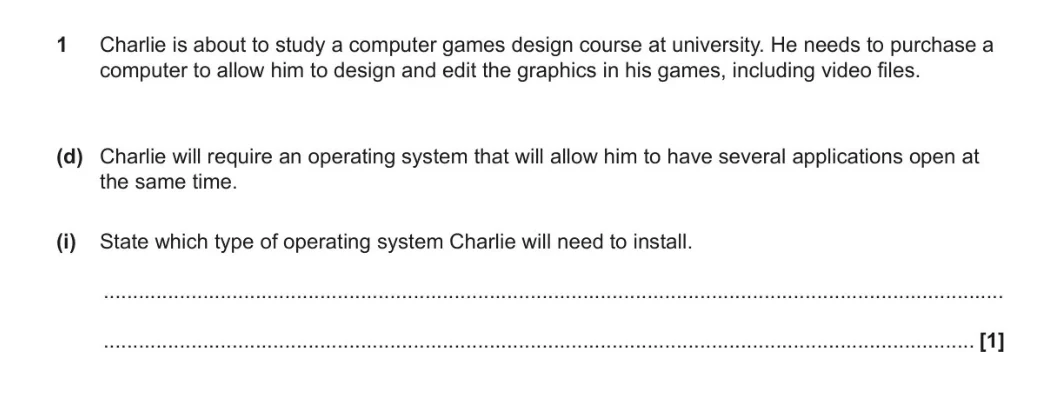 1 Charlie is about to study a computer games design course at university. He needs to purchase a
computer to allow him to design and edit the graphics in his games, including video files.
(d) Charlie will require an operating system that will allow him to have several applications open at
the same time.
(i) State which type of operating system Charlie will need to install.
[1]